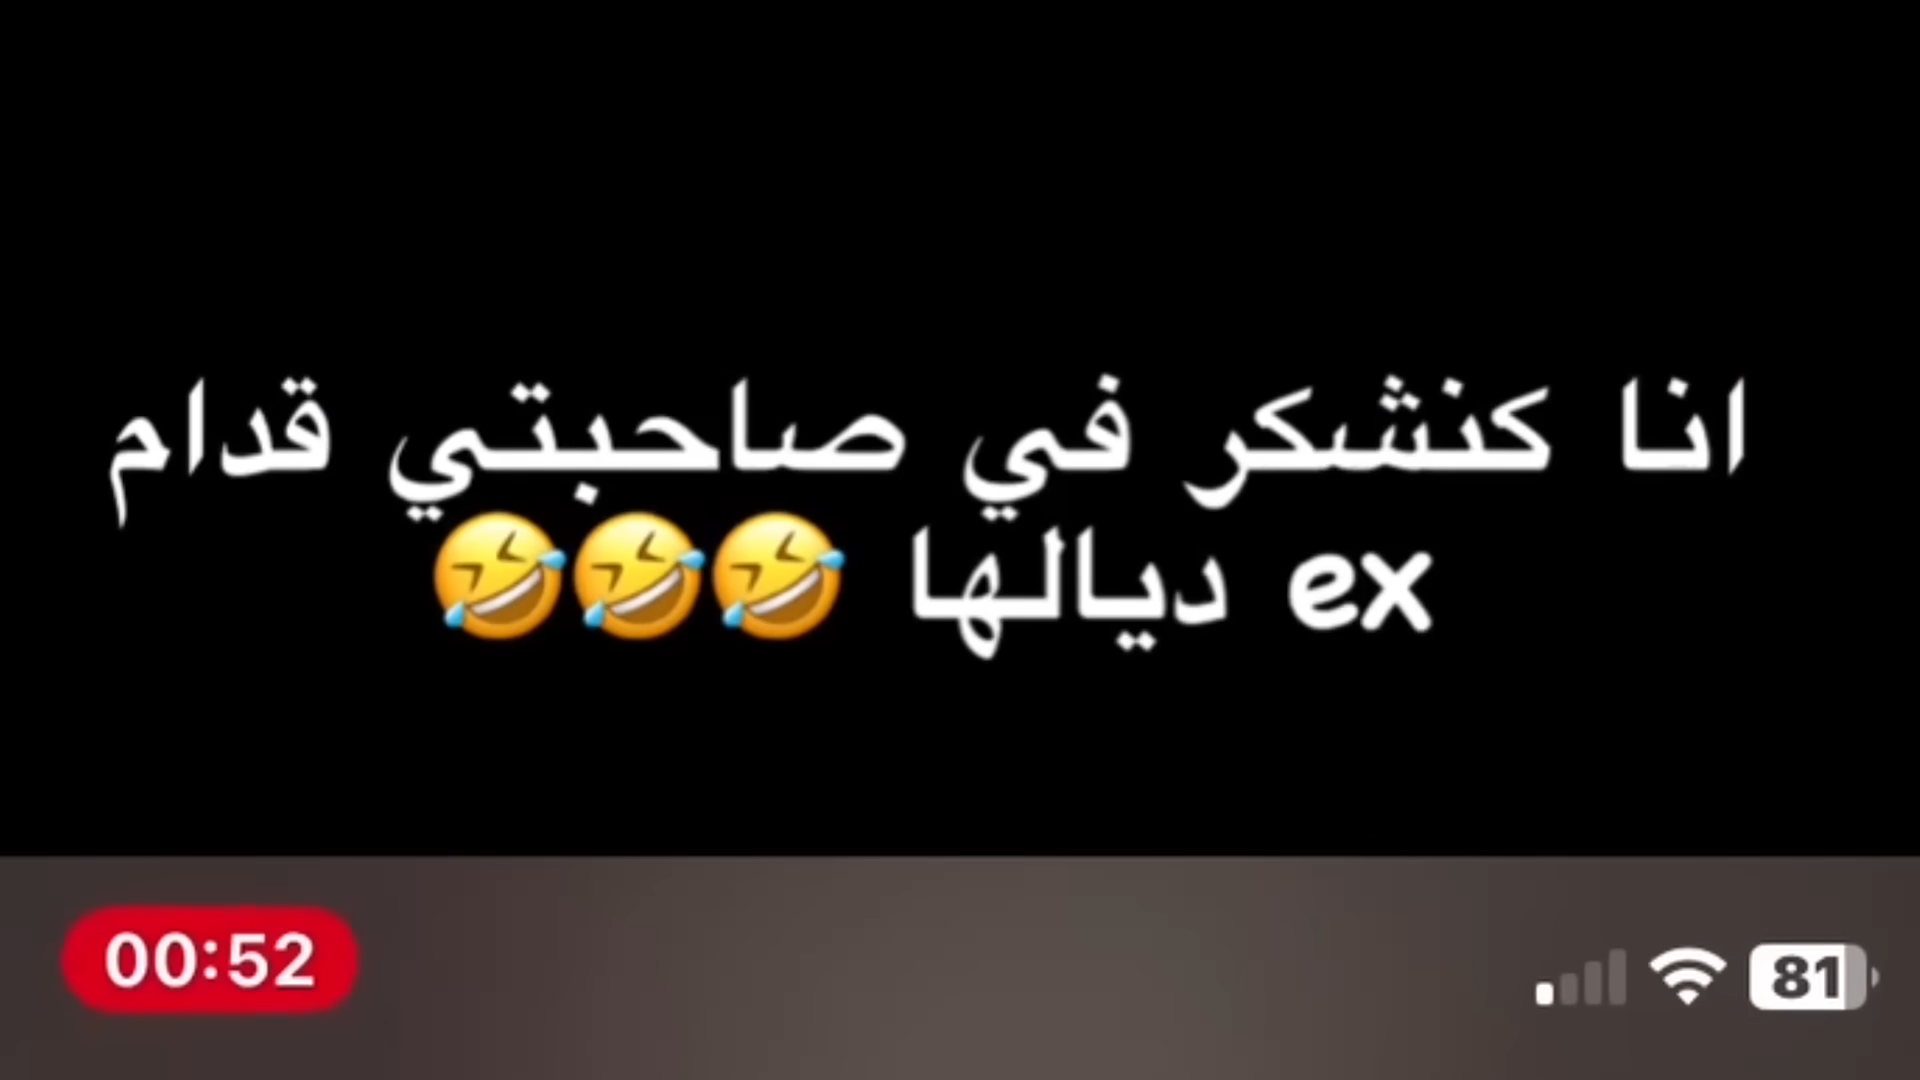 انا كنشكر في صاحبتي قدام
ex ديالها 🤣🤣🤣
00:52
81